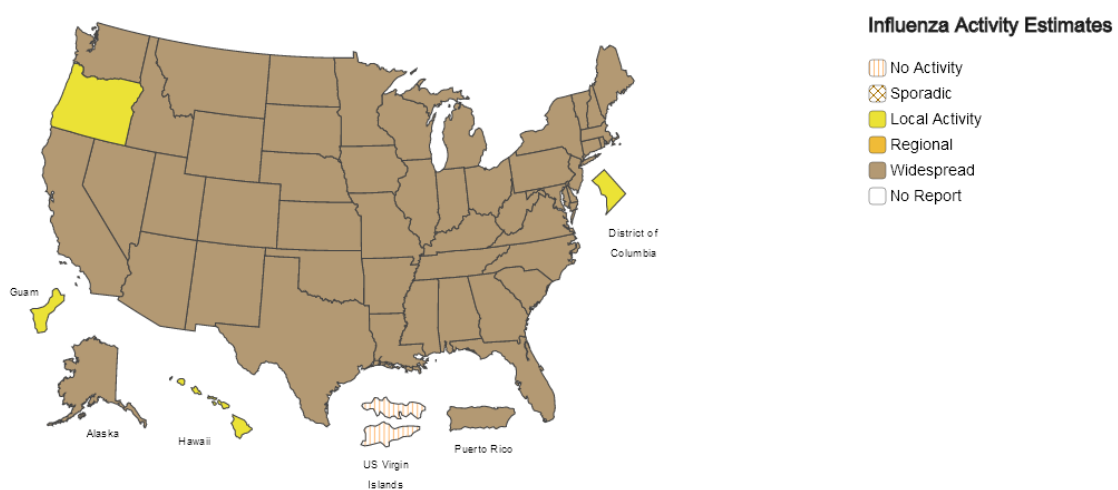 Influenza Activity Estimates
No Activity
Sporadic
Local Activity
Regional
Widespread
No Report
District of
Columbia
Guam
Alaska
Hawaii
US Virgin
Islands
Puerto Rico